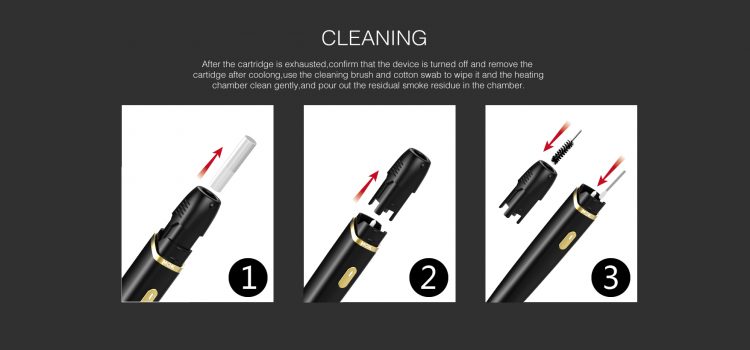 CLEANING
After the cartridge is exhausted,confirm that the device is turned off and remove the
cartidge after coolong,use the cleaning brush and cotton swab to wipe it and the heating
chamber clean gently,and pour out the residual smoke residue in the chamber.
1
2
3